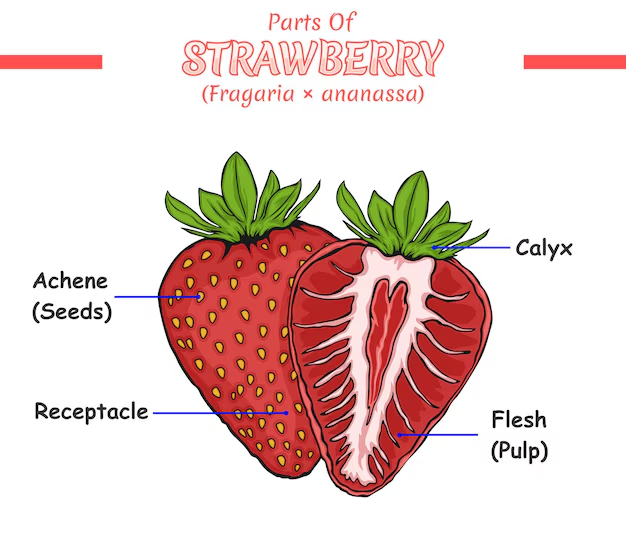 Parts Of
STRAWBERRY
(Fragaria × ananassa)
Calyx
Achene
(Seeds)
Receptacle
Flesh
(Pulp)